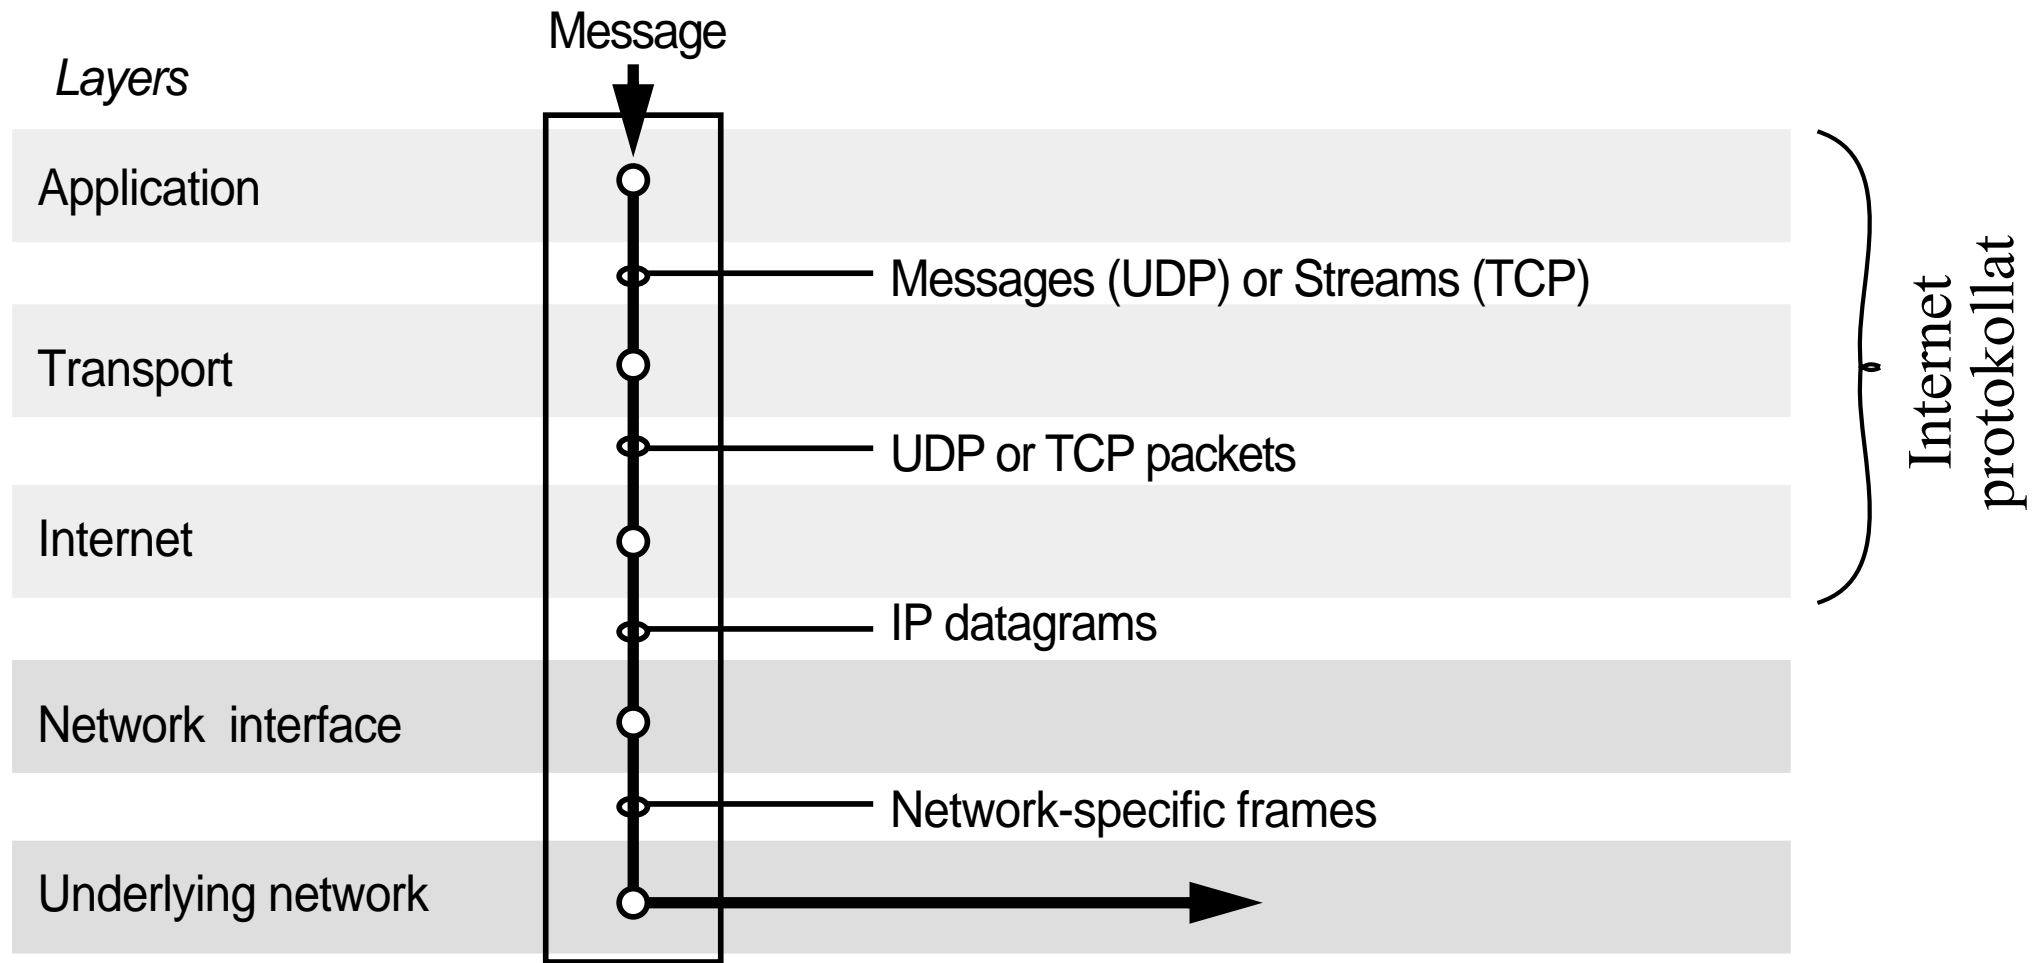 Message
Layers
Application
Messages (UDP) or Streams (TCP)
Transport
UDP or TCP packets
Internet
IP datagrams
Network interface
Network-specific frames
Underlying network
Internet
protokollat